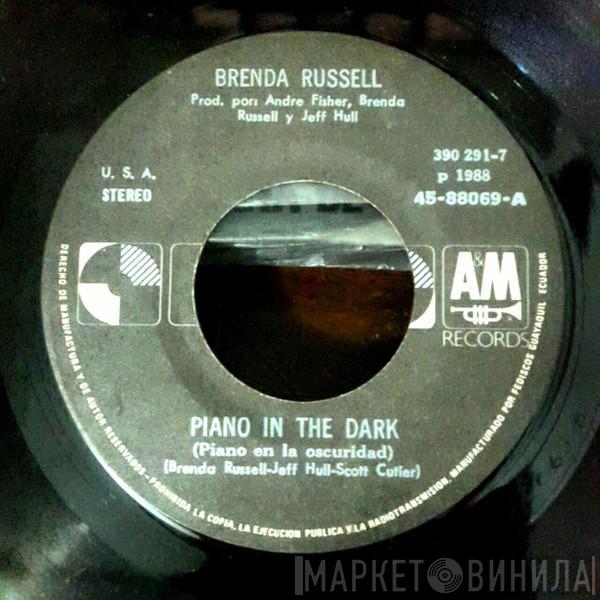 BRENDA RUSSELL
Prod. por: Andre Fisher, Brenda
Russell y Jeff Hull
U. S. A.
STEREO
390 291-7
p 1988
45-88069-A
A&M
RECORDS
PIANO IN THE DARK
(Piano en la oscuridad)
(Brenda Russell-Jeff Hull-Scott Cutler)
DERECHO DE MANUFACTURA Y DE AUTOR RESERVADOS - PROHIBIDA LA COPIA, LA EJECUCION PUBLICA Y LA RADIOTRANSMISION, MANUFACTURADO POR FEDISCOS GUAYAQUIL ECUADOR
МАРКЕТ ВИНИЛА